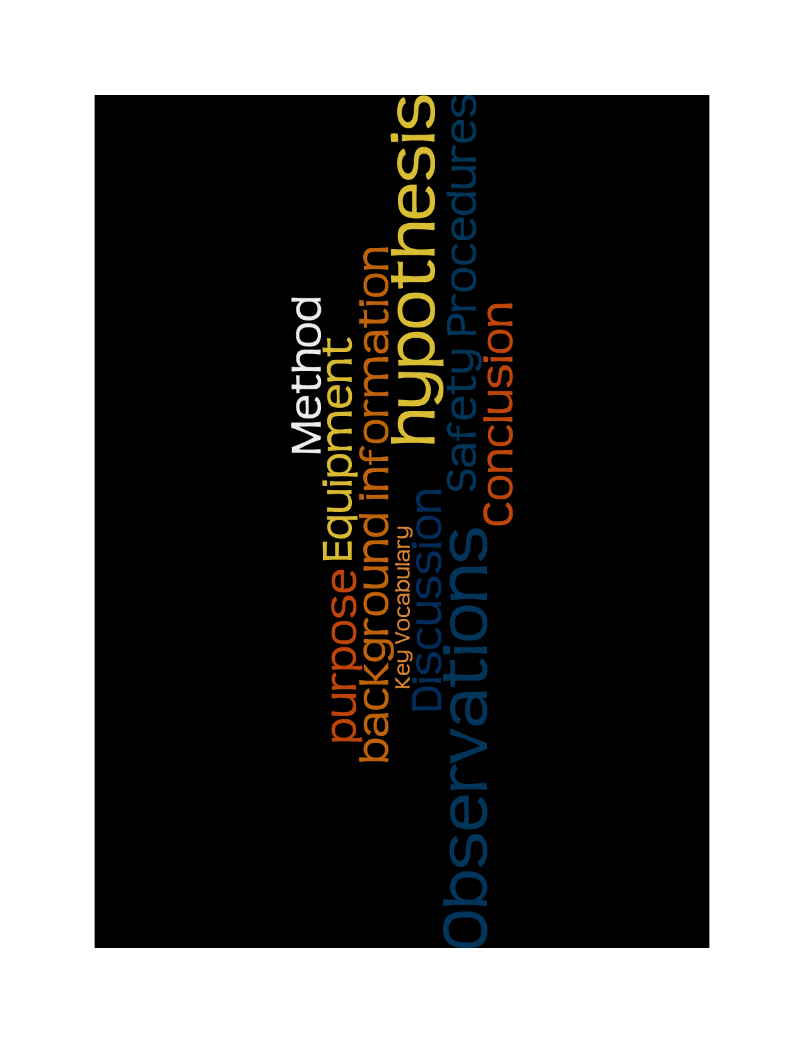 Method
Equipment
purpose
background information
hypothesis
Key Vocabulary
Discussion
Safety Procedures
Observations
Conclusion